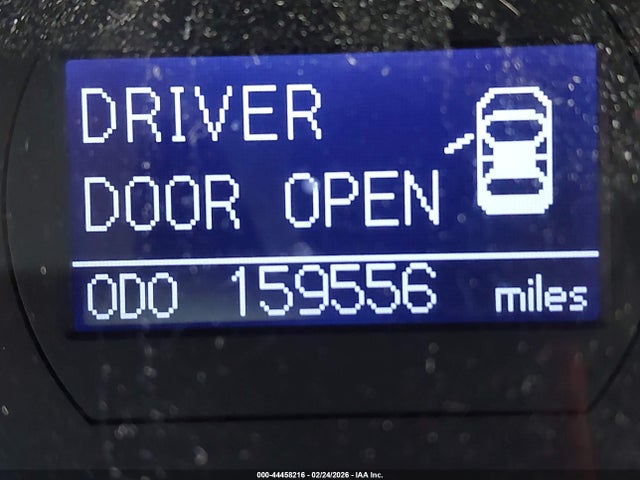 DRIVER
DOOR OPEN
ODO 159556 miles
000-44458216 - 02/24/2026 - IAA Inc.